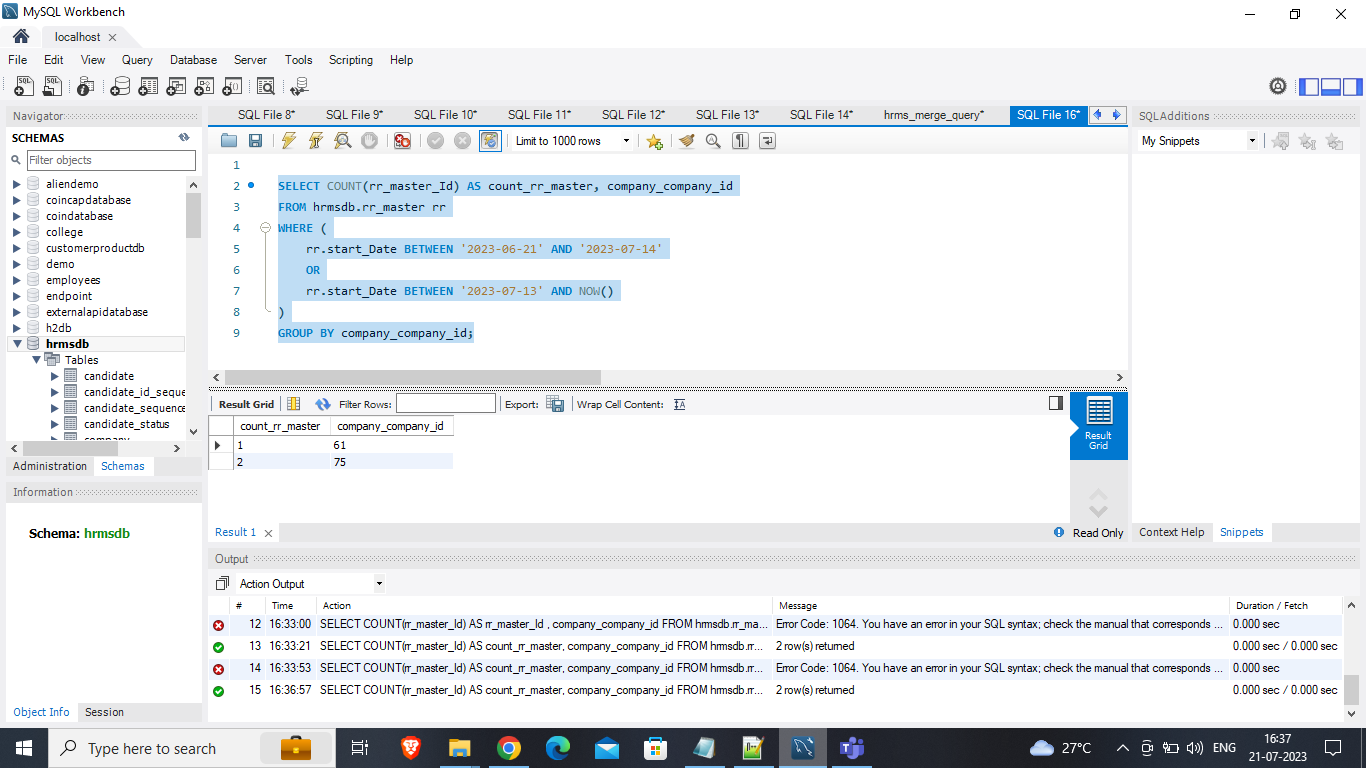 MySQL Workbench
localhost
File Edit View Query Database Server Tools Scripting Help
Navigator
SCHEMAS
Filter objects
aliendemo
coincapdatabase
coindatabase
college
customerproductdb
demo
employees
endpoint
externalapidatabase
h2db
hrmsdb
Tables
candidate
candidate_id_seque
candidate_sequence
candidate_status
company
Administration Schemas
Information
Schema: hrmsdb
Object Info Session
SQL File 8* SQL File 9* SQL File 10* SQL File 11* SQL File 12* SQL File 13* SQL File 14* hrms_merge_query* SQL File 16*
Limit to 1000 rows
1
2 SELECT COUNT(rr_master_Id) AS count_rr_master, company_company_id
3 FROM hrmsdb.rr_master rr
4 WHERE (
5 rr.start_Date BETWEEN '2023-06-21' AND '2023-07-14'
6 OR
7 rr.start_Date BETWEEN '2023-07-13' AND NOW()
8 )
9 GROUP BY company_company_id;
Result Grid Filter Rows: Export: Wrap Cell Content:
count_rr_master company_company_id
1 61
2 75
Result Grid
Result 1
Read Only
SQLAdditions
My Snippets
Context Help Snippets
Output
Action Output
# Time Action Message Duration / Fetch
12 16:33:00 SELECT COUNT(rr_master_Id) AS rr_master_Id , company_company_id FROM hrmsdb.rr_ma... Error Code: 1064. You have an error in your SQL syntax; check the manual that corresponds ... 0.000 sec
13 16:33:21 SELECT COUNT(rr_master_Id) AS count_rr_master, company_company_id FROM hrmsdb.rr... 2 row(s) returned 0.000 sec / 0.000 sec
14 16:33:53 SELECT COUNT(rr_master_Id) AS count_rr_master, company_company_id FROM hrmsdb.rr... Error Code: 1064. You have an error in your SQL syntax; check the manual that corresponds ... 0.000 sec
15 16:36:57 SELECT COUNT(rr_master_Id) AS count_rr_master, company_company_id FROM hrmsdb.rr... 2 row(s) returned 0.000 sec / 0.000 sec
Type here to search
27°C
ENG
16:37
21-07-2023